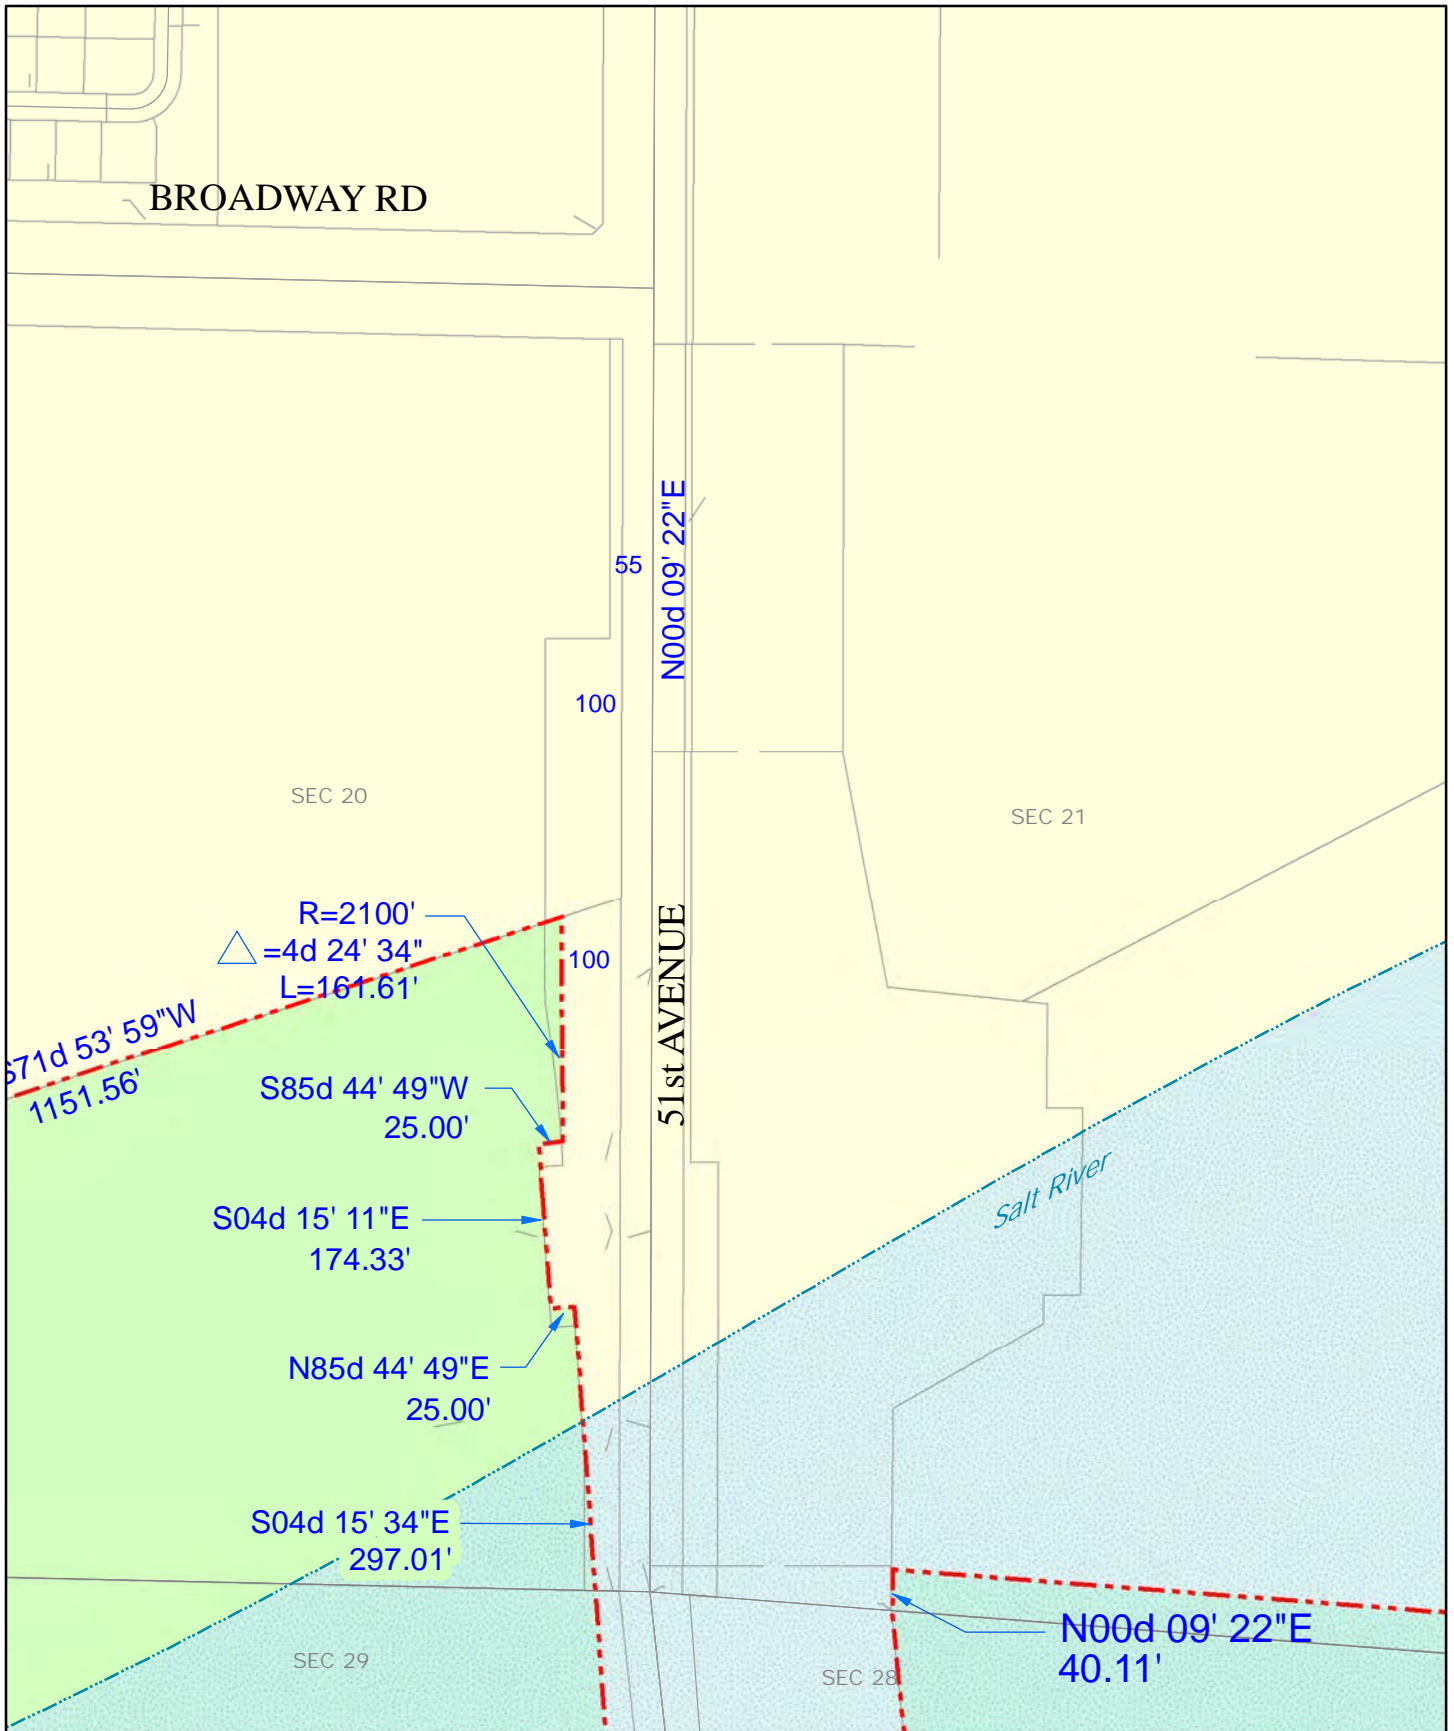 BROADWAY RD
N00d 09' 22"E
55
100
SEC 20
SEC 21
R=2100'
=4d 24' 34"
L=161.61'
100
51st AVENUE
S71d 53' 59"W
1151.56'
S85d 44' 49"W
25.00'
Salt River
S04d 15' 11"E
174.33'
N85d 44' 49"E
25.00'
S04d 15' 34"E
297.01'
N00d 09' 22"E
40.11'
SEC 29
SEC 28